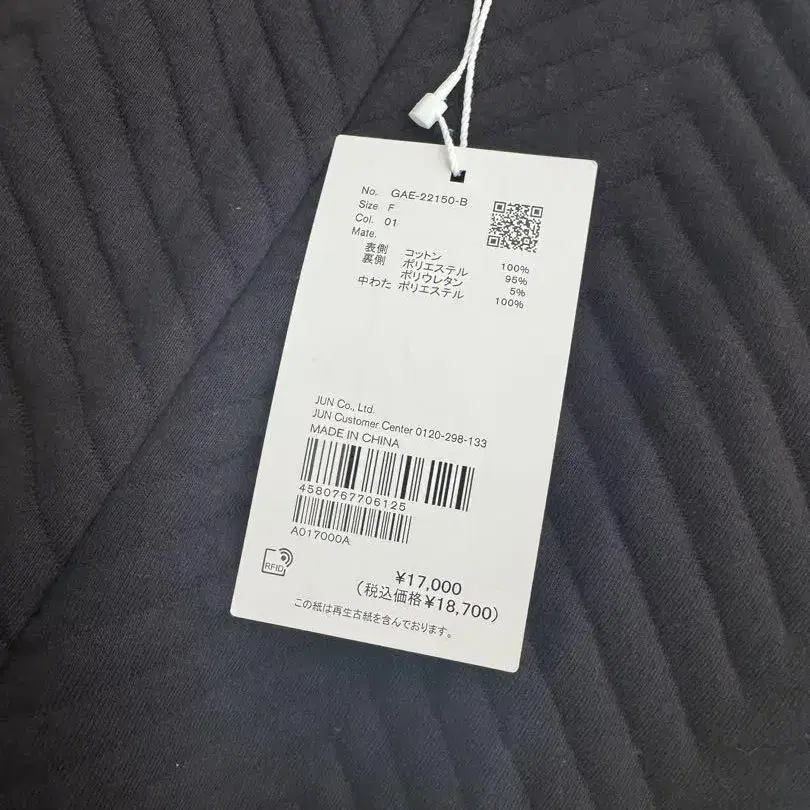 No. GAE-22150-B
Size F
Col. 01
Mate.
表側 コットン 100%
裏側 ポリエステル 95%
ポリウレタン 5%
中わた ポリエステル 100%
JUN Co., Ltd.
JUN Customer Center 0120-298-133
MADE IN CHINA
4580767706125
A017000A
RFID
¥17,000
(税込価格¥18,700)
この紙は再生古紙を含んでおります。